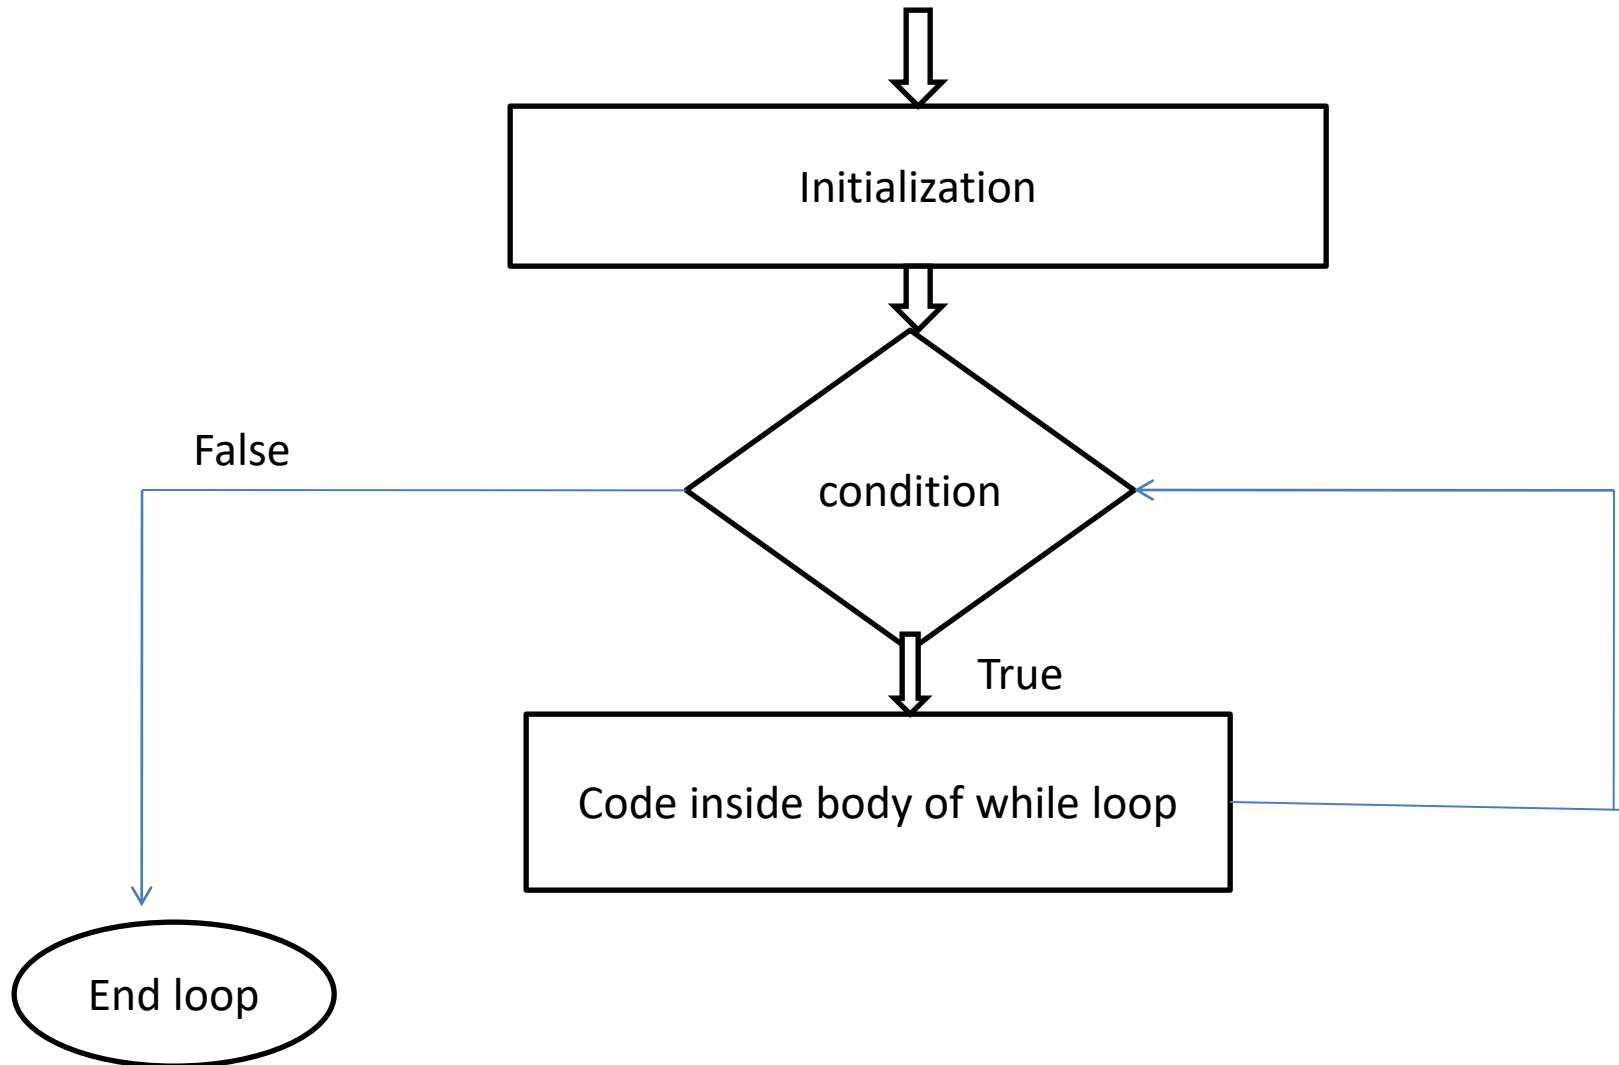 Initialization
False
condition
True
Code inside body of while loop
End loop